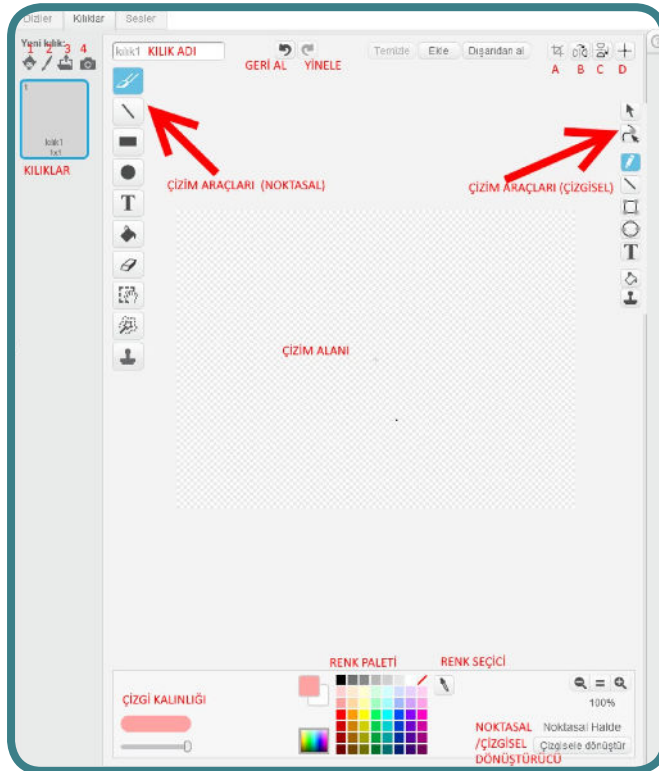 Diziler Kılıklar Sesler
Yeni kılık:
1 2 3 4
kılık1 KILIK ADI
GERİ AL YİNELE
Temizle Ekle Dışarıdan al
A B C D
1
kılık1
1x1
KILIKLAR
ÇİZİM ARAÇLARI (NOKTASAL)
ÇİZİM ARAÇLARI (ÇİZGİSEL)
T
T
ÇİZİM ALANI
RENK PALETİ RENK SEÇİCİ
ÇİZGİ KALINLIĞI
100%
NOKTASAL Noktasal Halde
/ÇİZGİSEL Çizgisele dönüştür
DÖNÜŞTÜRÜCÜ